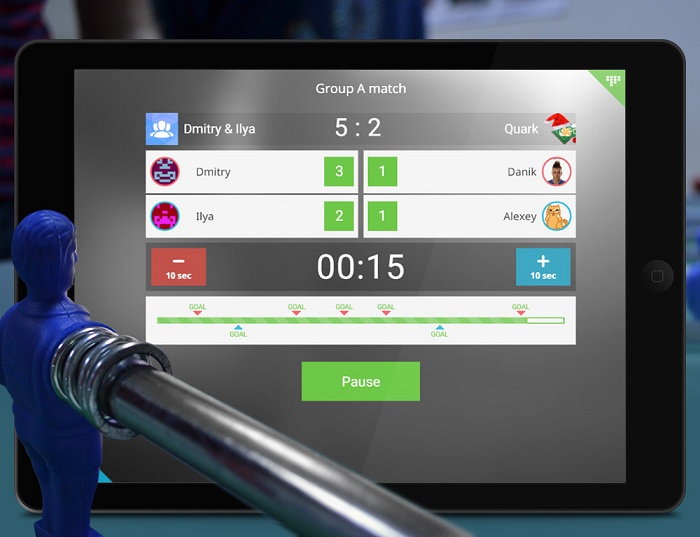 Group A match
Dmitry & Ilya 5 : 2 Quark
Dmitry 3 1 Danik
Ilya 2 1 Alexey
− 10 sec 00:15 + 10 sec
GOAL GOAL GOAL GOAL GOAL
GOAL GOAL
Pause